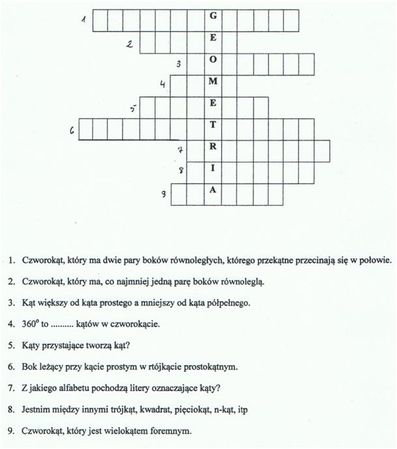 1 G
2 E
3 O
4 M
5 E
6 T
7 R
8 I
9 A
1. Czworokąt, który ma dwie pary boków równoległych, którego przekątne przecinają się w połowie.
2. Czworokąt, który ma, co najmniej jedną parę boków równoległą.
3. Kąt większy od kąta prostego a mniejszy od kąta półpełnego.
4. 360° to .......... kątów w czworokącie.
5. Kąty przystające tworzą kąt?
6. Bok leżący przy kącie prostym w rtójkącie prostokątnym.
7. Z jakiego alfabetu pochodzą litery oznaczające kąty?
8. Jestnim między innymi trójkąt, kwadrat, pięciokąt, n-kąt, itp
9. Czworokąt, który jest wielokątem foremnym.